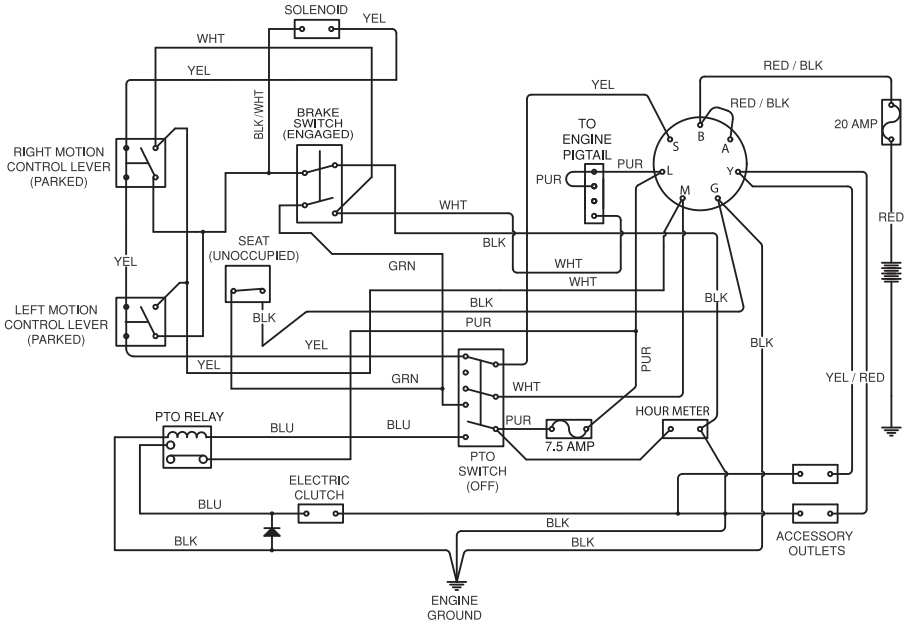 SOLENOID
YEL
WHT
YEL
BLK/WHT
BRAKE
SWITCH
(ENGAGED)
RIGHT MOTION
CONTROL LEVER
(PARKED)
YEL
TO
ENGINE
PIGTAIL
PUR
PUR
RED / BLK
RED / BLK
20 AMP
S
B
A
L
Y
M
G
WHT
BLK
RED
SEAT
(UNOCCUPIED)
GRN
WHT
WHT
YEL
BLK
BLK
BLK
LEFT MOTION
CONTROL LEVER
(PARKED)
PUR
YEL
YEL
GRN
PUR
BLK
YEL / RED
WHT
PTO RELAY
BLU
BLU
PUR
7.5 AMP
HOUR METER
PTO
SWITCH
(OFF)
ELECTRIC
CLUTCH
BLU
BLK
BLK
BLK
ACCESSORY
OUTLETS
ENGINE
GROUND